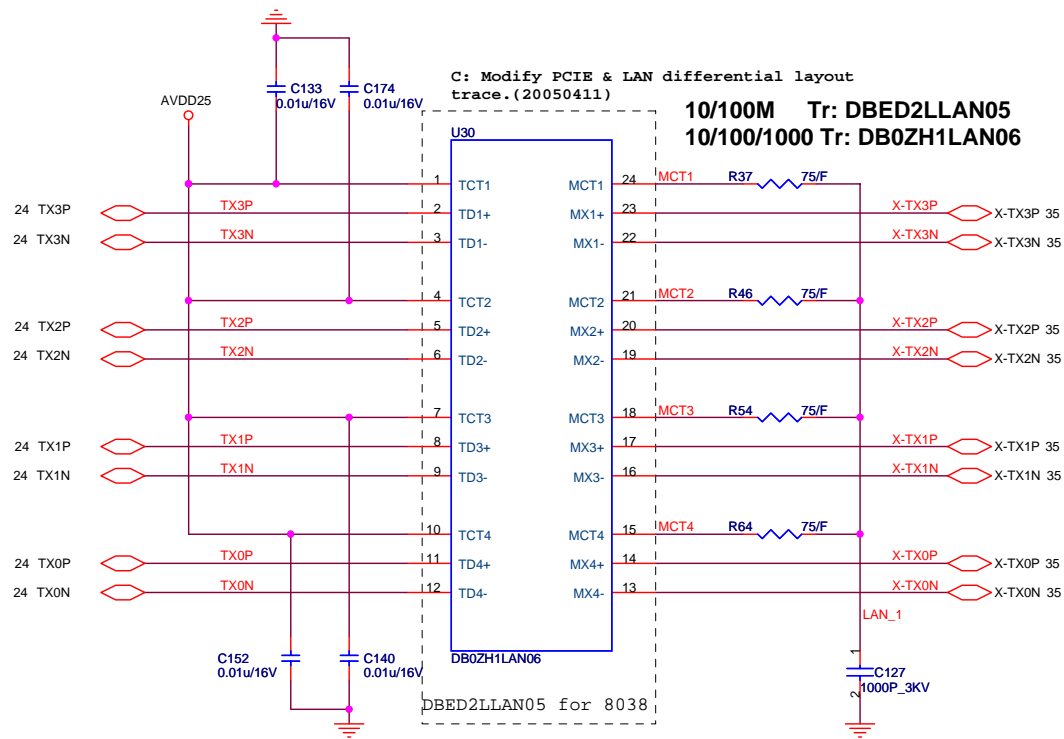 C: Modify PCIE & LAN differential layout
trace.(20050411)
10/100M Tr: DBED2LLAN05
10/100/1000 Tr: DB0ZH1LAN06
C133
0.01u/16V
C174
0.01u/16V
AVDD25
U30
1 TCT1 MCT1 24 MCT1 R37 75/F
24 TX3P TX3P 2 TD1+ MX1+ 23 X-TX3P X-TX3P 35
24 TX3N TX3N 3 TD1- MX1- 22 X-TX3N X-TX3N 35
4 TCT2 MCT2 21 MCT2 R46 75/F
24 TX2P TX2P 5 TD2+ MX2+ 20 X-TX2P X-TX2P 35
24 TX2N TX2N 6 TD2- MX2- 19 X-TX2N X-TX2N 35
7 TCT3 MCT3 18 MCT3 R54 75/F
24 TX1P TX1P 8 TD3+ MX3+ 17 X-TX1P X-TX1P 35
24 TX1N TX1N 9 TD3- MX3- 16 X-TX1N X-TX1N 35
10 TCT4 MCT4 15 MCT4 R64 75/F
24 TX0P TX0P 11 TD4+ MX4+ 14 X-TX0P X-TX0P 35
24 TX0N TX0N 12 TD4- MX4- 13 X-TX0N X-TX0N 35
LAN_1
C152
0.01u/16V
C140
0.01u/16V
DB0ZH1LAN06
1
C127
1000P_3KV
2
DBED2LLAN05 for 8038